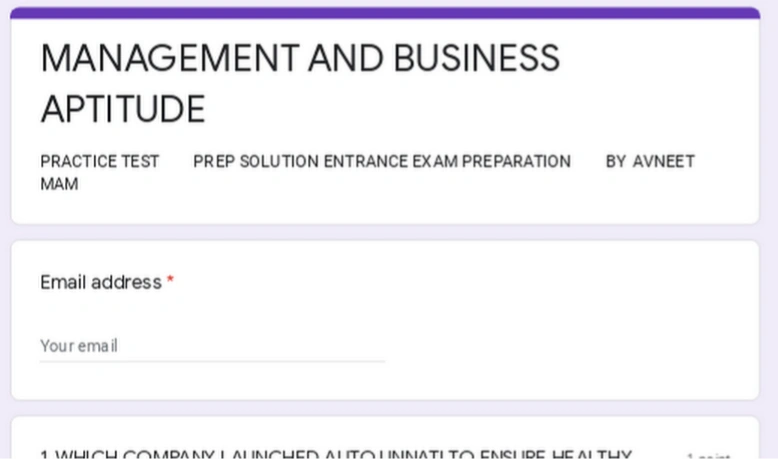 MANAGEMENT AND BUSINESS
APTITUDE
PRACTICE TEST PREP SOLUTION ENTRANCE EXAM PREPARATION BY AVNEET
MAM
Email address *
Your email
1. WHICH COMPANY LAUNCHED AUTO UNNATI TO ENSURE HEALTHY 1 point